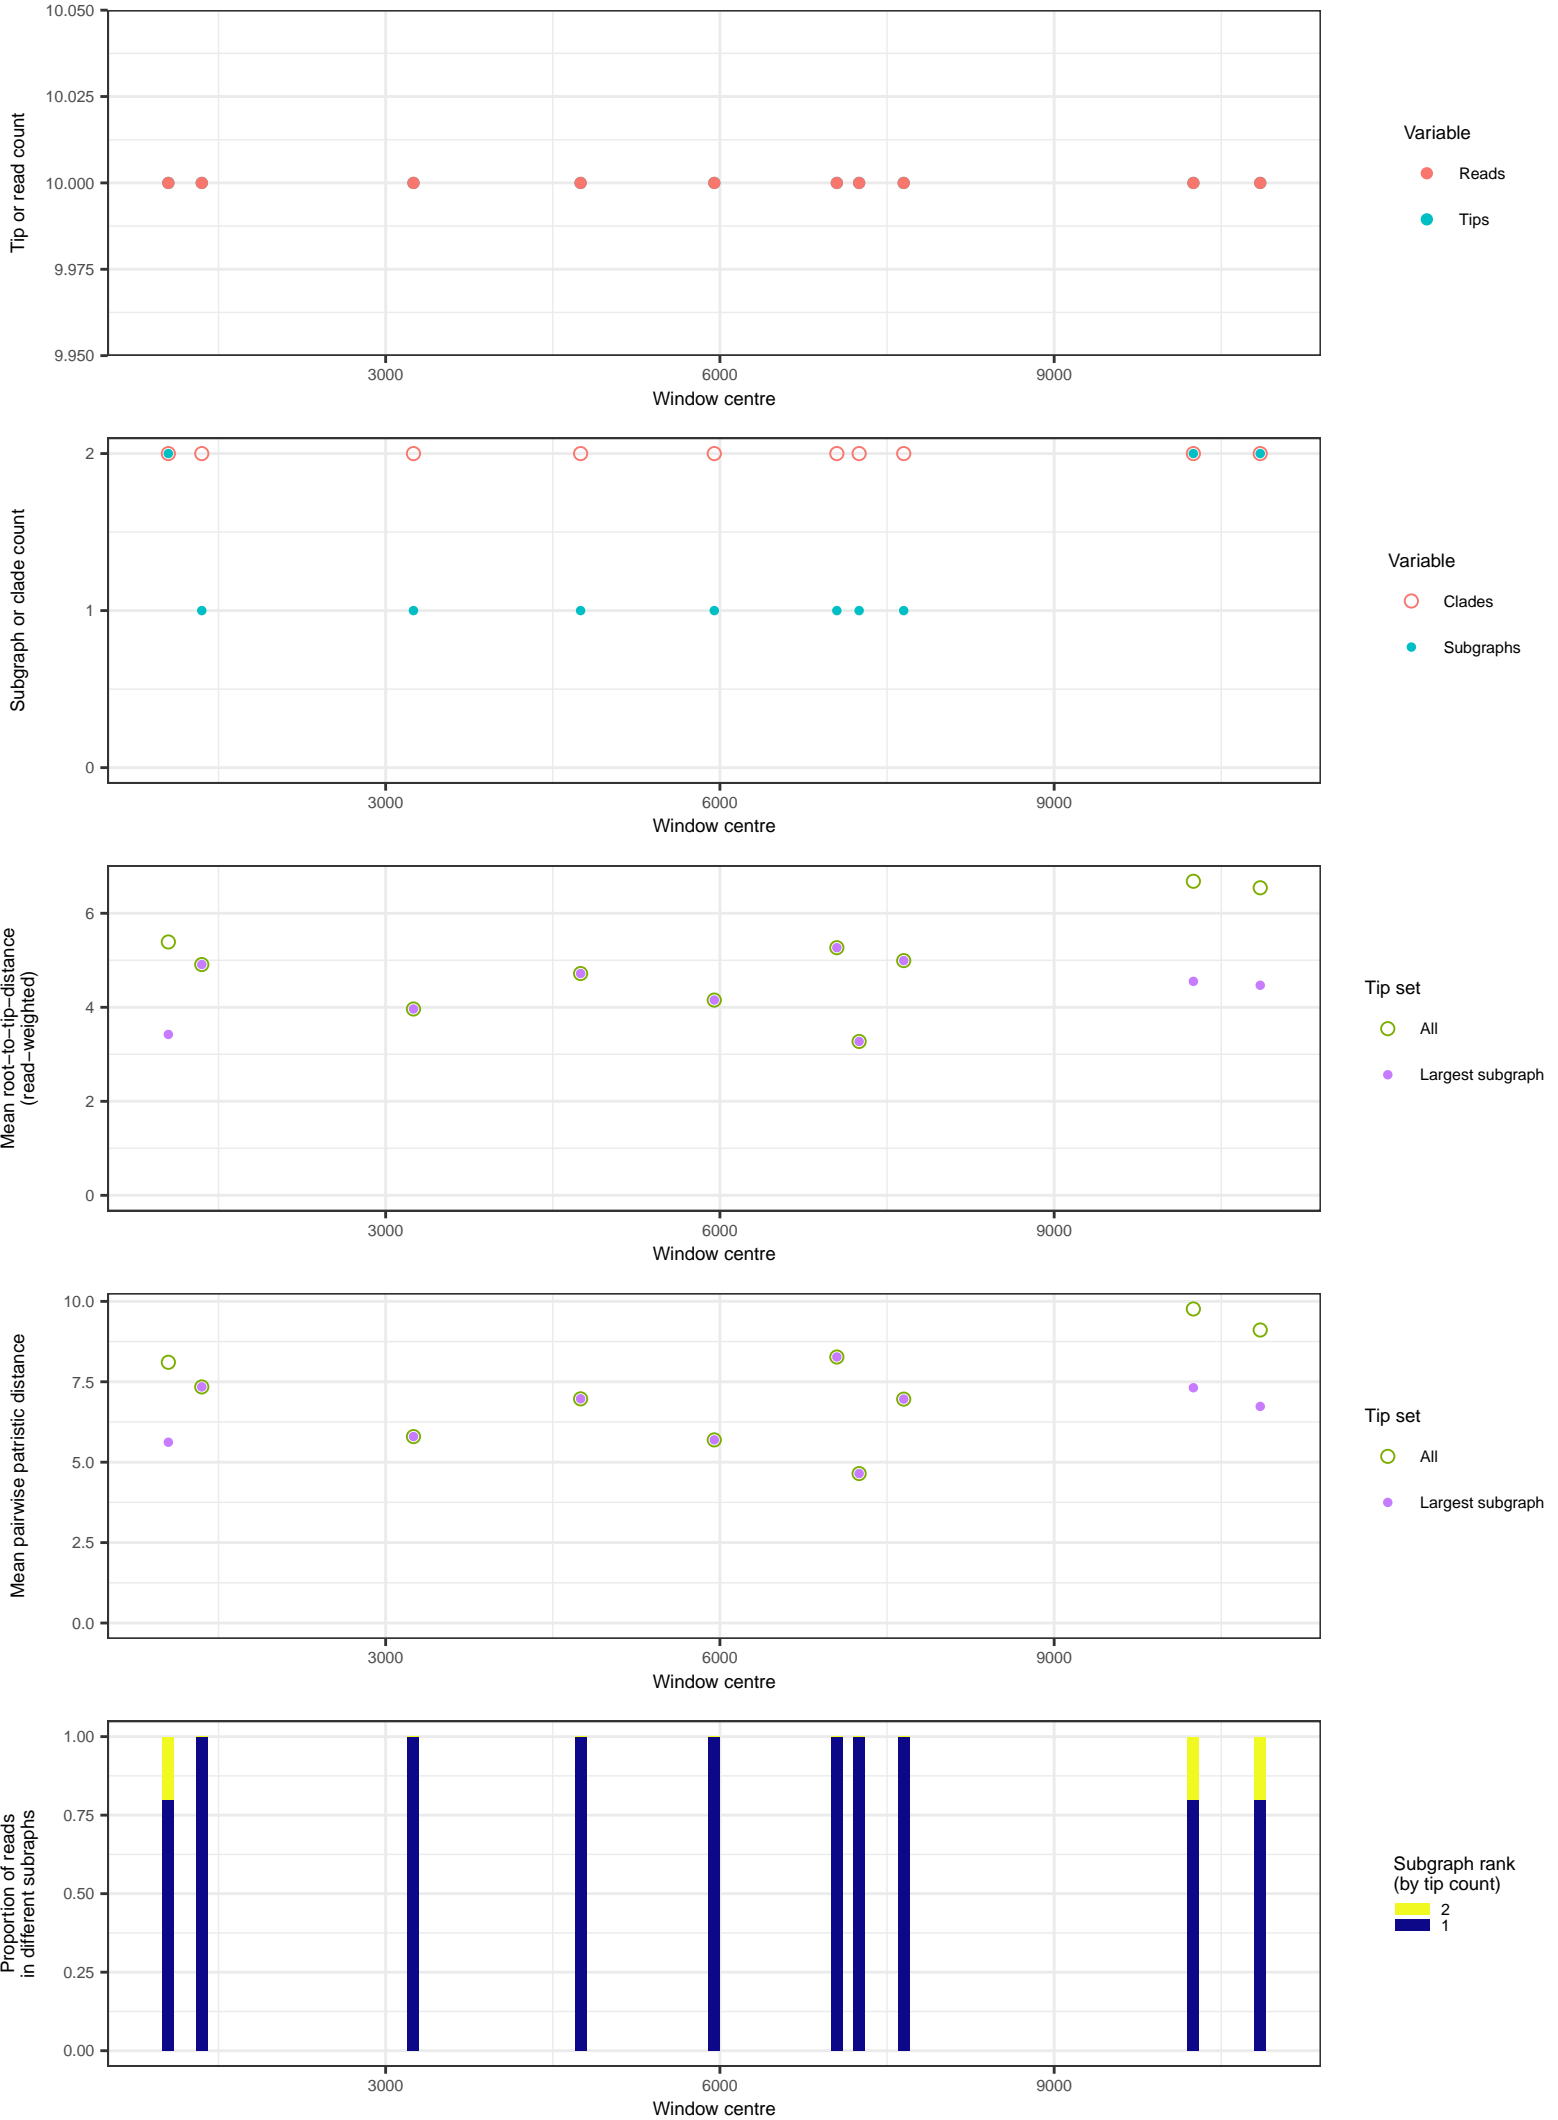 10.050
10.025
10.000
9.975
9.950
Tip or read count
3000
6000
9000
Window centre
Variable
Reads
Tips
2
1
0
Subgraph or clade count
3000
6000
9000
Window centre
Variable
Clades
Subgraphs
6
4
2
0
Mean root−to−tip−distance
(read−weighted)
3000
6000
9000
Window centre
Tip set
All
Largest subgraph
10.0
7.5
5.0
2.5
0.0
Mean pairwise patristic distance
3000
6000
9000
Window centre
Tip set
All
Largest subgraph
1.00
0.75
0.50
0.25
0.00
Proportion of reads
in different subraphs
3000
6000
9000
Window centre
Subgraph rank
(by tip count)
2
1